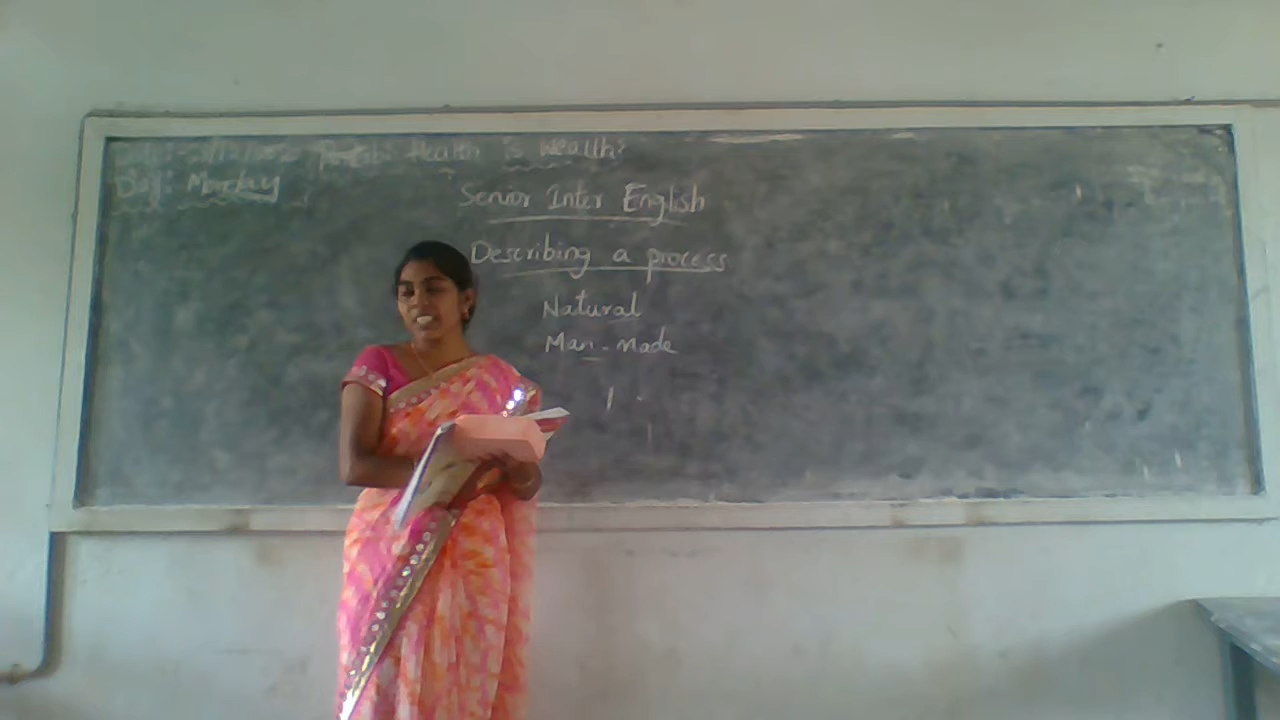 Health is Wealth?
Day: Monday
Senior Inter English
Describing a process
Natural
Man-made